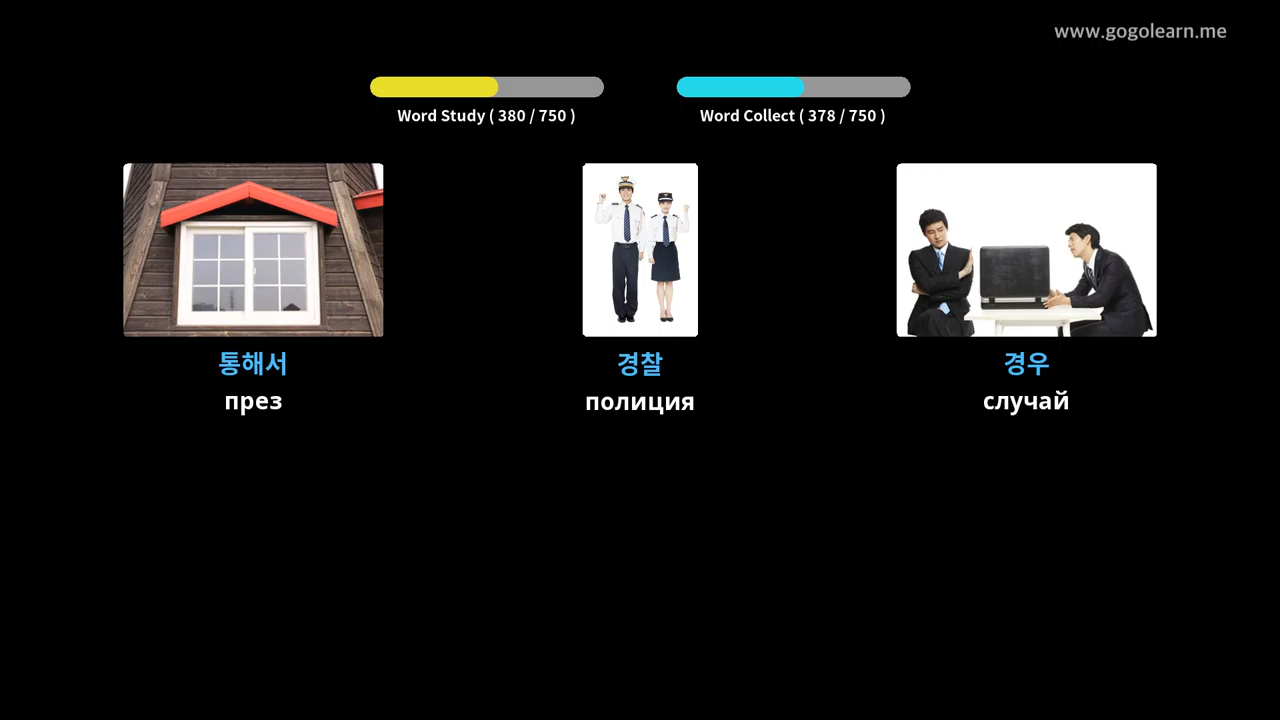 www.gogolearn.me
Word Study ( 380 / 750 )
Word Collect ( 378 / 750 )
통해서
경찰
경우
през
полиция
случай